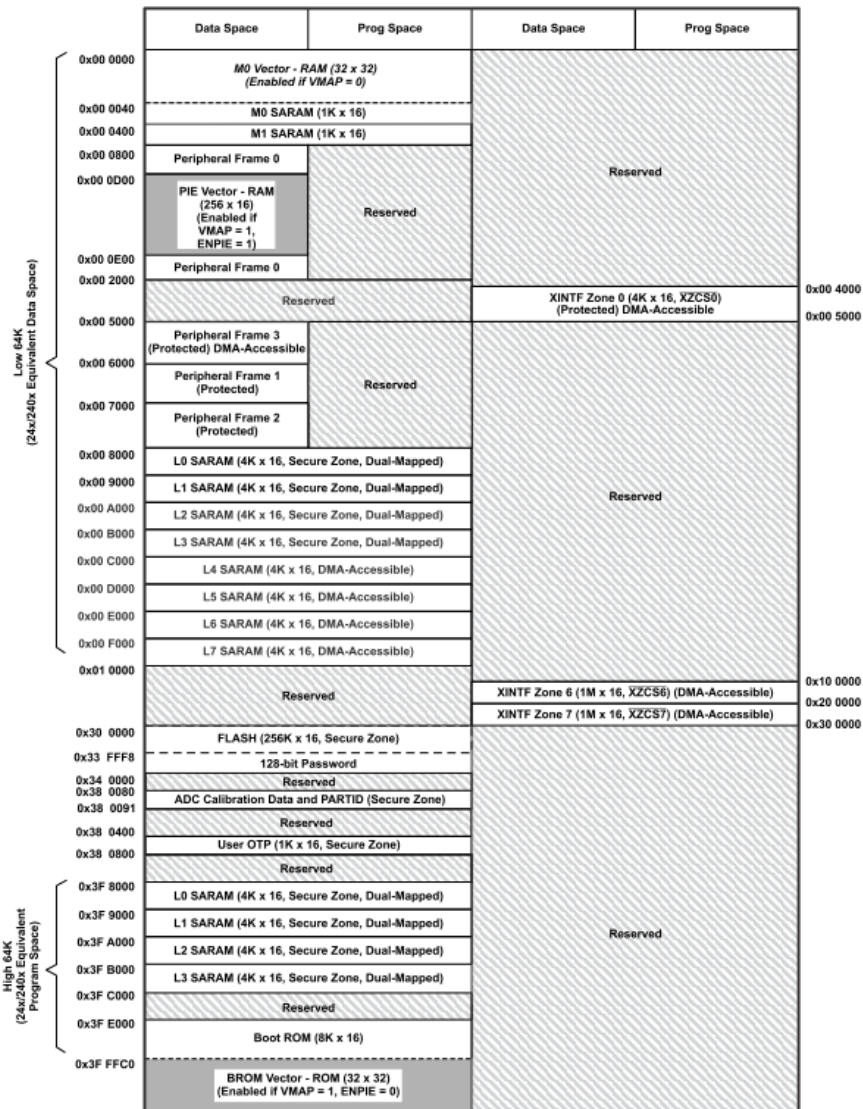 Data Space Prog Space Data Space Prog Space
0x00 0000
M0 Vector - RAM (32 x 32)
(Enabled if VMAP = 0)
0x00 0040
M0 SARAM (1K x 16)
0x00 0400
M1 SARAM (1K x 16)
0x00 0800
Peripheral Frame 0
Reserved
0x00 0D00
PIE Vector - RAM
(256 x 16)
(Enabled if
VMAP = 1,
ENPIE = 1)
Reserved
0x00 0E00
Peripheral Frame 0
0x00 2000
Reserved
XINTF Zone 0 (4K x 16, XZCS0)
(Protected) DMA-Accessible
0x00 4000
0x00 5000
0x00 5000
Peripheral Frame 3
(Protected) DMA-Accessible
0x00 6000
Reserved
Peripheral Frame 1
(Protected)
0x00 7000
Peripheral Frame 2
(Protected)
Low 64K
(24x/240x Equivalent Data Space)
0x00 8000
L0 SARAM (4K x 16, Secure Zone, Dual-Mapped)
0x00 9000
L1 SARAM (4K x 16, Secure Zone, Dual-Mapped)
Reserved
0x00 A000
L2 SARAM (4K x 16, Secure Zone, Dual-Mapped)
0x00 B000
L3 SARAM (4K x 16, Secure Zone, Dual-Mapped)
0x00 C000
L4 SARAM (4K x 16, DMA-Accessible)
0x00 D000
L5 SARAM (4K x 16, DMA-Accessible)
0x00 E000
L6 SARAM (4K x 16, DMA-Accessible)
0x00 F000
L7 SARAM (4K x 16, DMA-Accessible)
0x01 0000
Reserved
0x10 0000
XINTF Zone 6 (1M x 16, XZCS6) (DMA-Accessible)
0x20 0000
XINTF Zone 7 (1M x 16, XZCS7) (DMA-Accessible)
0x30 0000
0x30 0000
FLASH (256K x 16, Secure Zone)
0x33 FFF8
128-bit Password
0x34 0000
Reserved
0x38 0080
ADC Calibration Data and PARTID (Secure Zone)
0x38 0091
Reserved
0x38 0400
User OTP (1K x 16, Secure Zone)
0x38 0800
Reserved
0x3F 8000
L0 SARAM (4K x 16, Secure Zone, Dual-Mapped)
0x3F 9000
L1 SARAM (4K x 16, Secure Zone, Dual-Mapped)
Reserved
0x3F A000
L2 SARAM (4K x 16, Secure Zone, Dual-Mapped)
0x3F B000
L3 SARAM (4K x 16, Secure Zone, Dual-Mapped)
0x3F C000
Reserved
0x3F E000
Boot ROM (8K x 16)
0x3F FFC0
BROM Vector - ROM (32 x 32)
(Enabled if VMAP = 1, ENPIE = 0)
High 64K
(24x/240x Equivalent
Program Space)